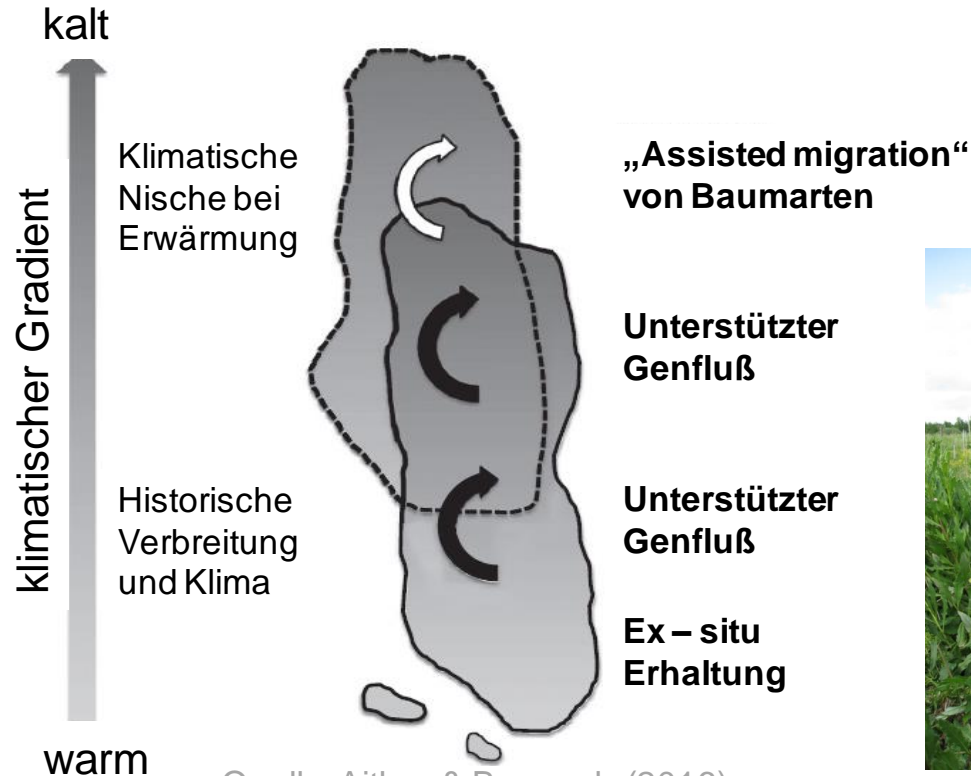 kalt
klimatischer Gradient
Klimatische
Nische bei
Erwärmung
„Assisted migration“
von Baumarten
Unterstützter
Genfluß
Historische
Verbreitung
und Klima
Unterstützter
Genfluß
Ex – situ
Erhaltung
warm